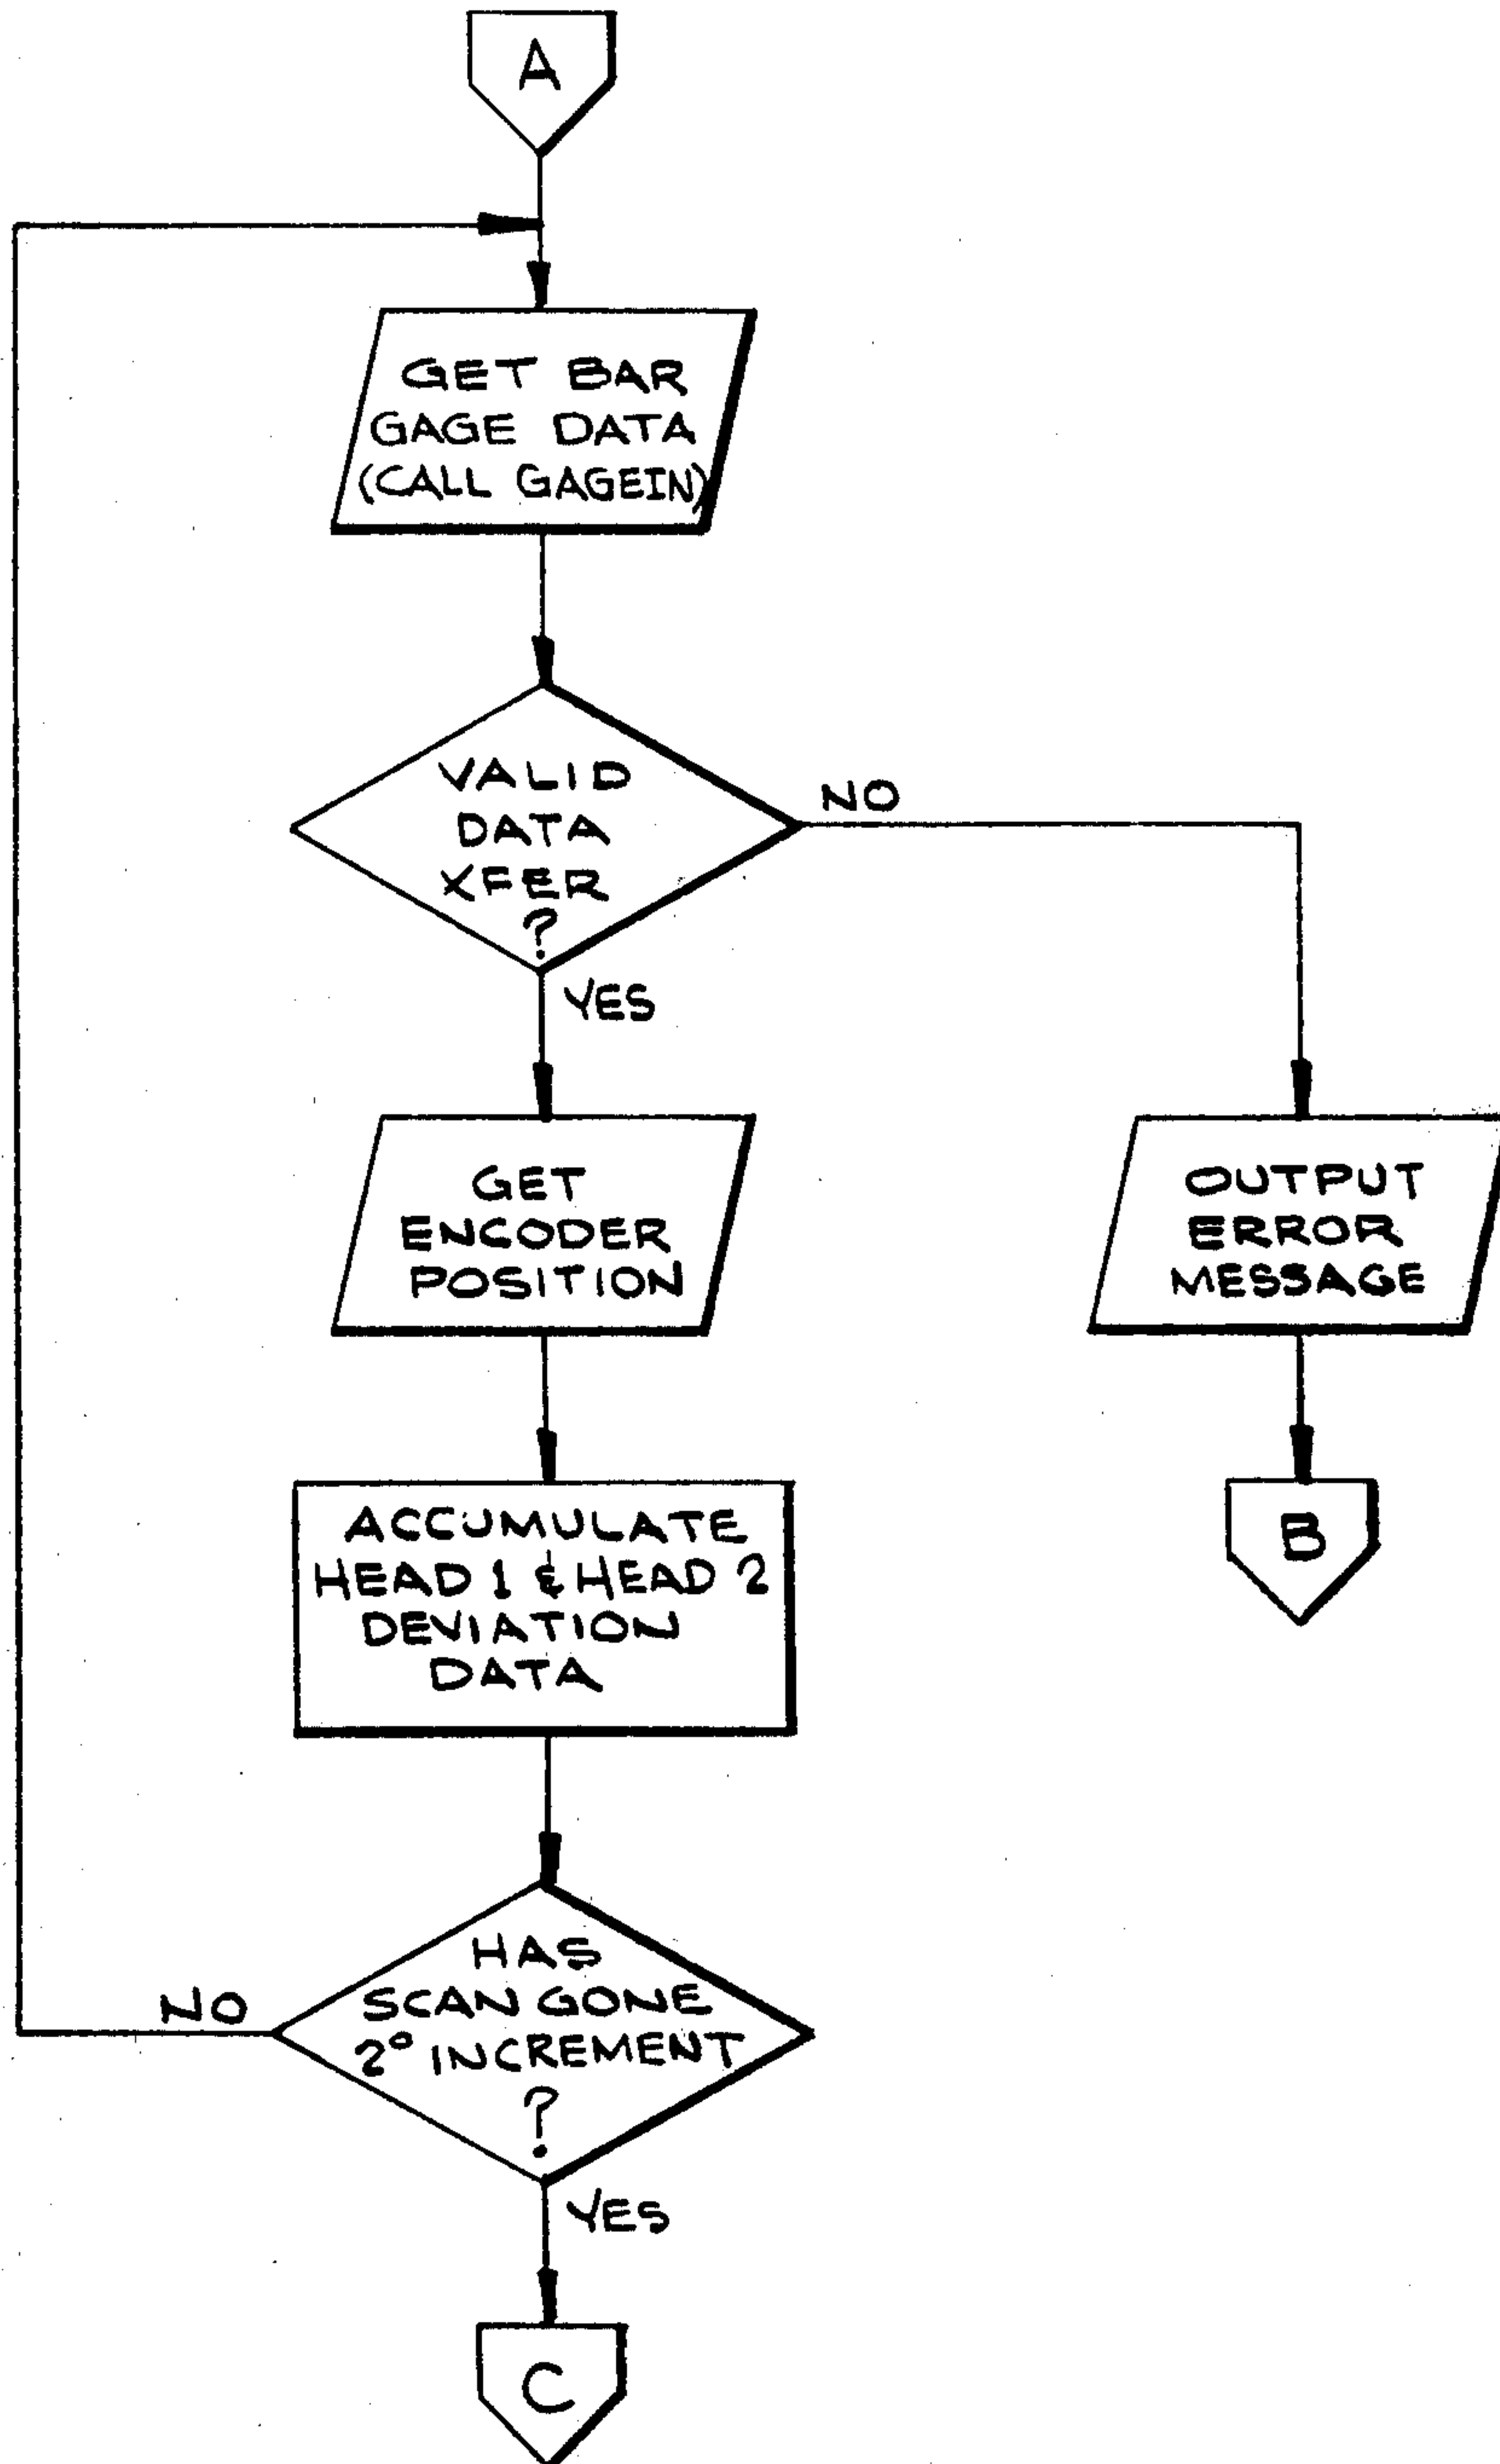 A
GET BAR
GAGE DATA
(CALL GAGEIN)
VALID
DATA
XFER
?
NO
YES
GET
ENCODER
POSITION
OUTPUT
ERROR
MESSAGE
ACCUMULATE
HEAD 1 & HEAD 2
DEVIATION
DATA
B
HAS
SCAN GONE
2° INCREMENT
?
NO
YES
C